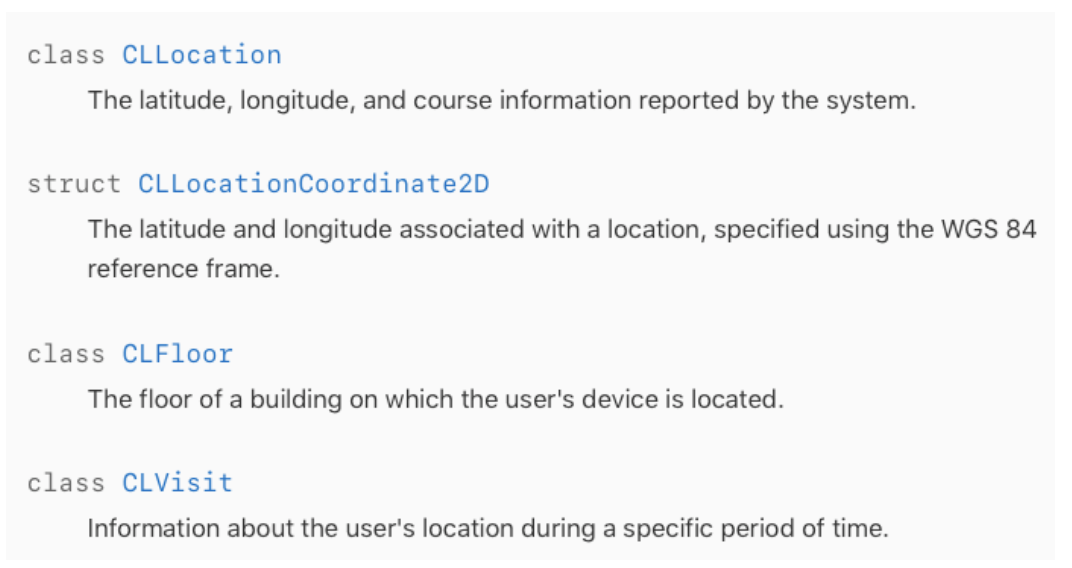 class CLLocation
The latitude, longitude, and course information reported by the system.
struct CLLocationCoordinate2D
The latitude and longitude associated with a location, specified using the WGS 84
reference frame.
class CLFloor
The floor of a building on which the user's device is located.
class CLVisit
Information about the user's location during a specific period of time.